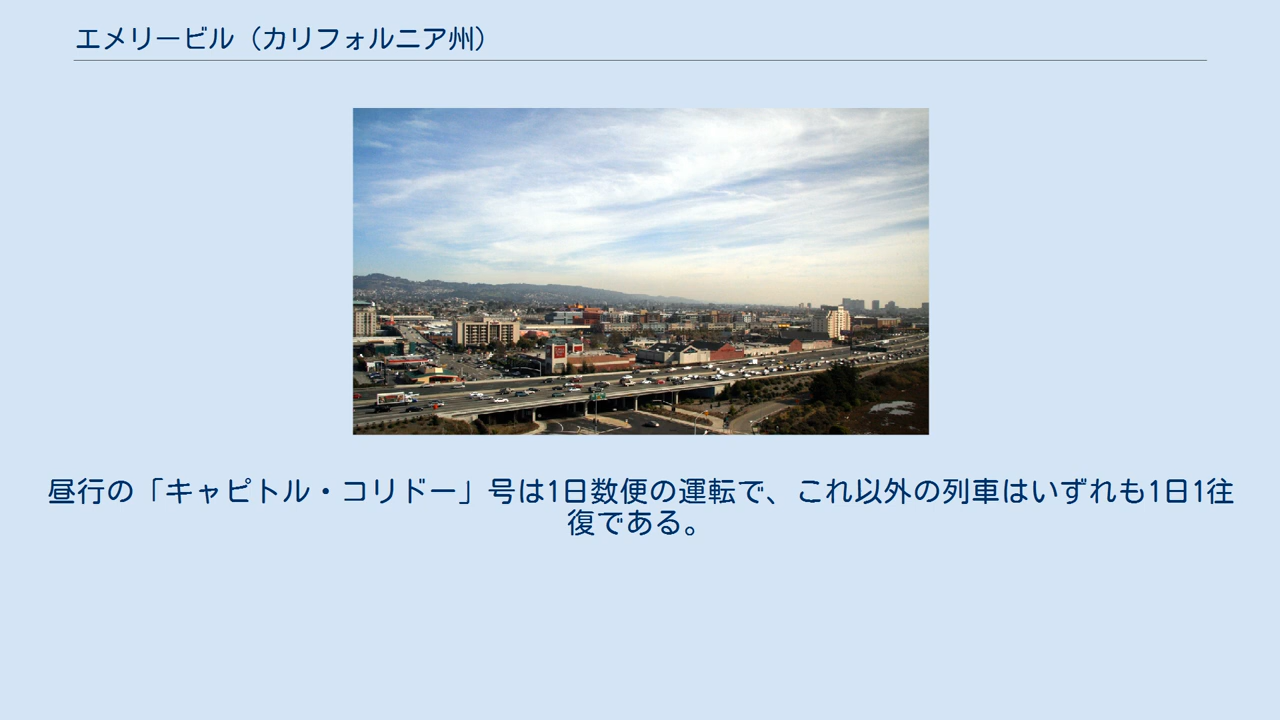 エメリービル（カリフォルニア州）
昼行の「キャピトル・コリドー」号は1日数便の運転で、これ以外の列車はいずれも1日1往
復である。